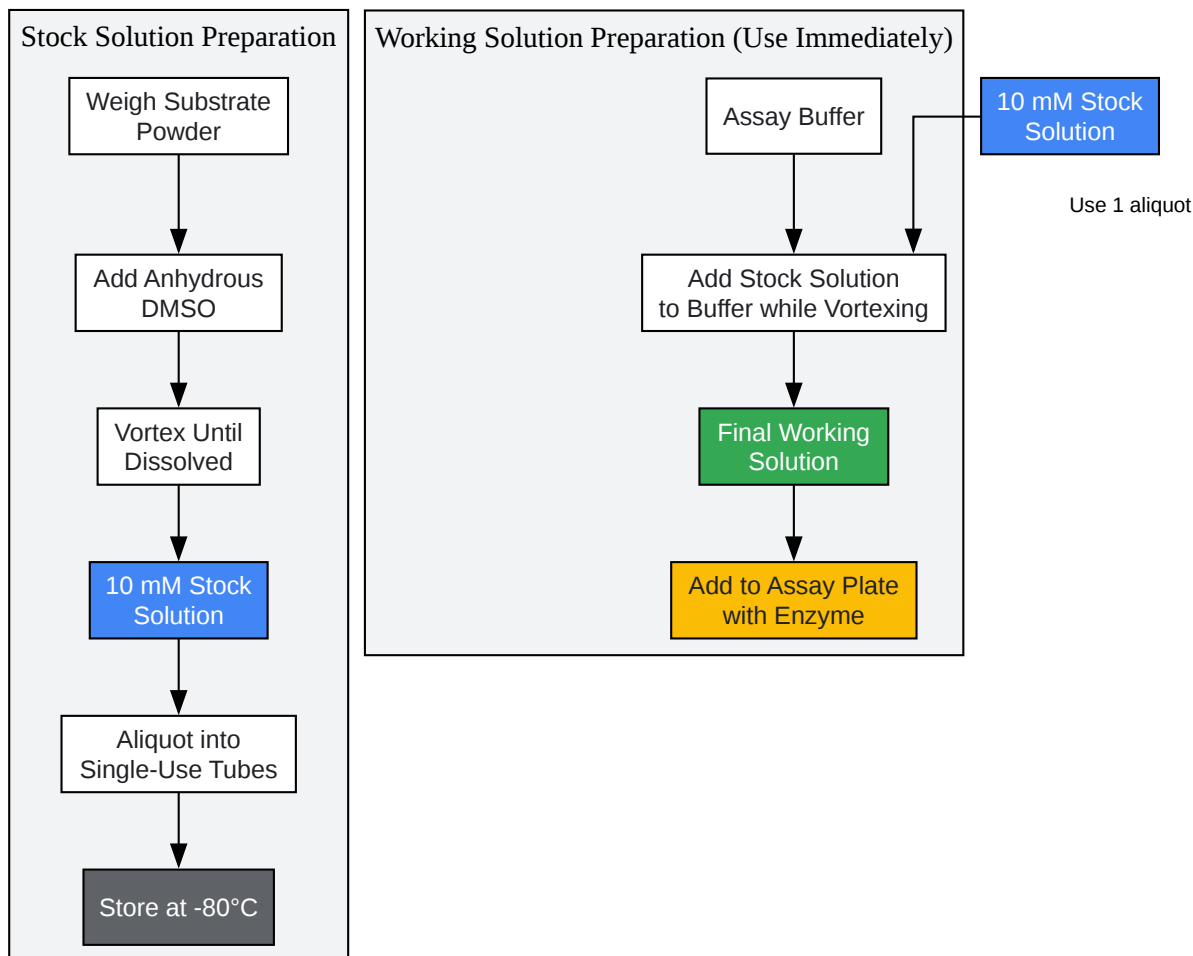 Stock Solution Preparation
Weigh Substrate
Powder
Add Anhydrous
DMSO
Vortex Until
Dissolved
10 mM Stock
Solution
Aliquot into
Single-Use Tubes
Store at -80°C
Working Solution Preparation (Use Immediately)
Assay Buffer
10 mM Stock
Solution
Use 1 aliquot
Add Stock Solution
to Buffer while Vortexing
Final Working
Solution
Add to Assay Plate
with Enzyme